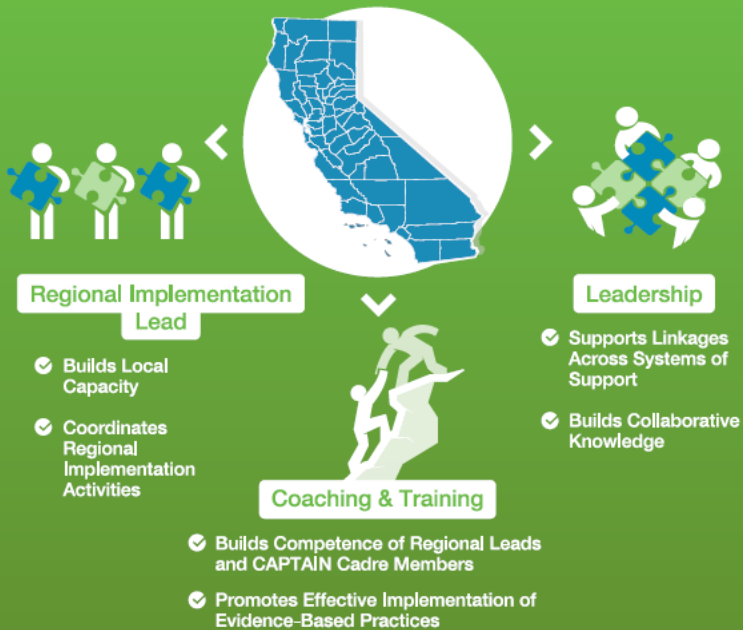 Regional Implementation
Lead
Builds Local
Capacity
Coordinates
Regional
Implementation
Activities
Coaching & Training
Builds Competence of Regional Leads
and CAPTAIN Cadre Members
Promotes Effective Implementation of
Evidence-Based Practices
Leadership
Supports Linkages
Across Systems of
Support
Builds Collaborative
Knowledge